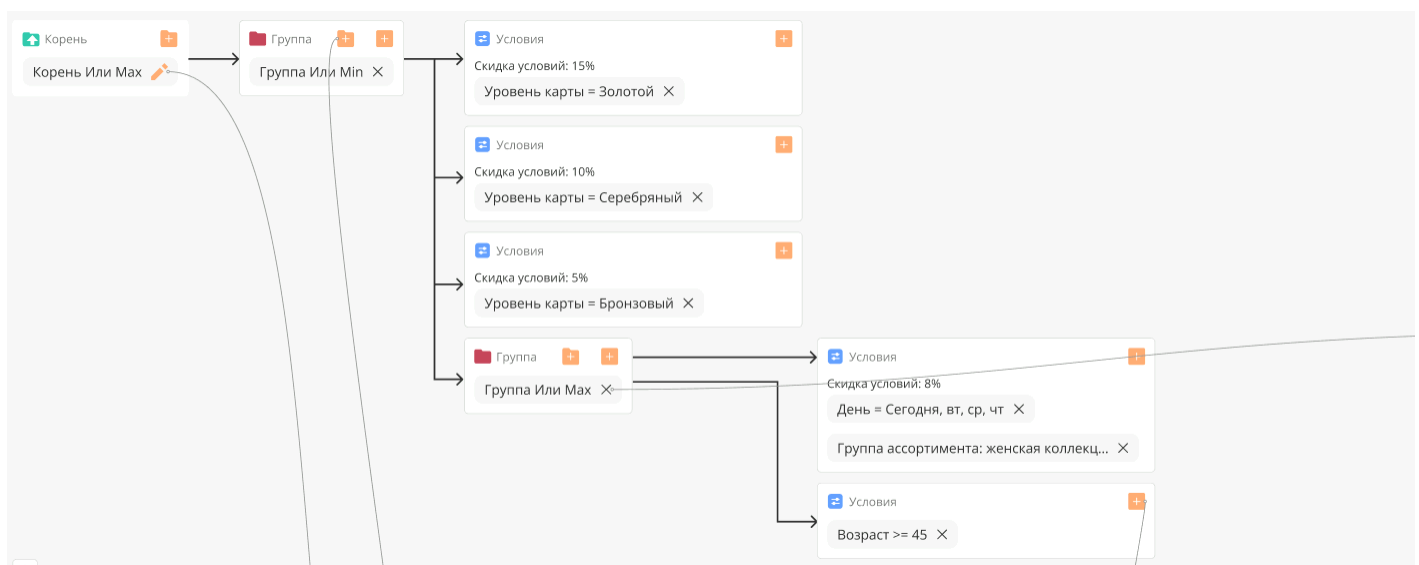 Корень
Корень Или Max
Группа
Группа Или Min
Условия
Скидка условий: 15%
Уровень карты = Золотой
Условия
Скидка условий: 10%
Уровень карты = Серебряный
Условия
Скидка условий: 5%
Уровень карты = Бронзовый
Группа
Группа Или Max
Условия
Скидка условий: 8%
День = Сегодня, вт, ср, чт
Группа ассортимента: женская коллекц...
Условия
Возраст >= 45